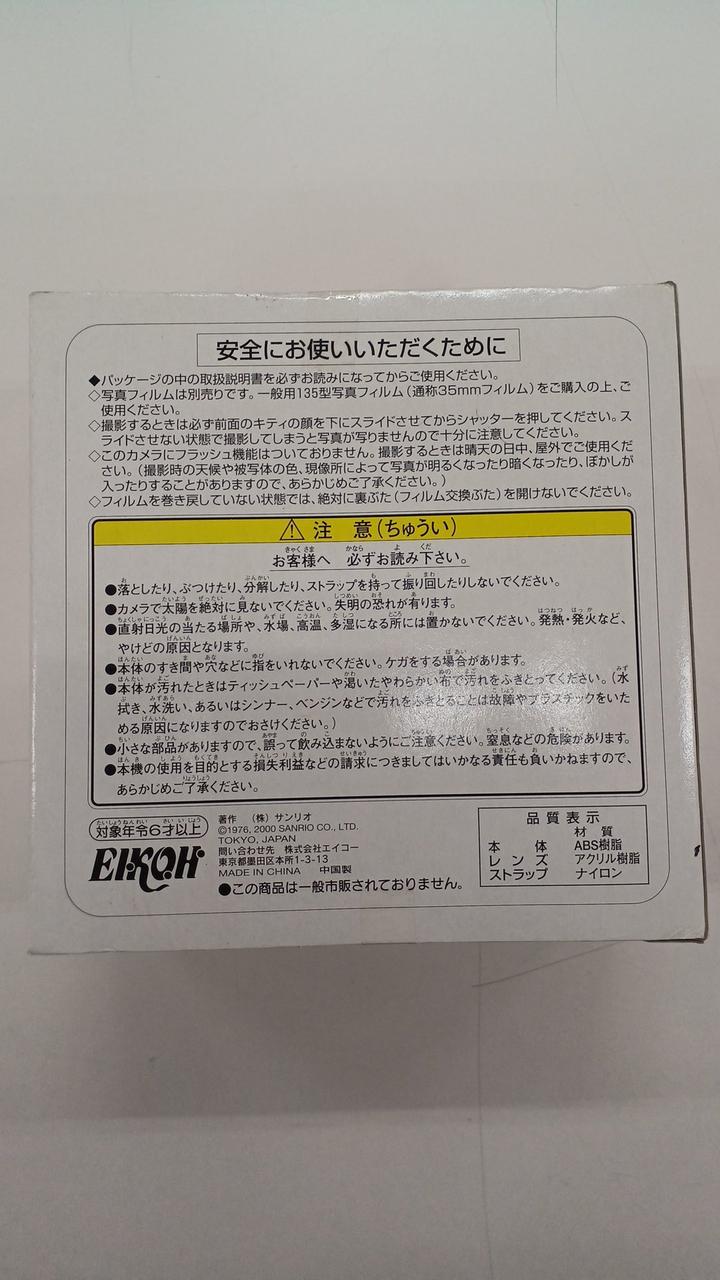 安全にお使いいただくために
◆パッケージの中の取扱説明書を必ずお読みになってからご使用ください。
◇写真フィルムは別売りです。一般用135型写真フィルム(通称35mmフィルム)をご購入の上、ご
使用ください。
◇撮影するときは必ず前面のキティの顔を下にスライドさせてからシャッターを押してください。ス
ライドさせない状態で撮影してしまうと写真が写りませんので十分に注意してください。
◇このカメラにフラッシュ機能はついておりません。撮影するときは晴天の日中、屋外でご使用くだ
さい。(撮影時の天候や被写体の色、現像所によって写真が明るくなったり暗くなったり、ぼかしが
入ったりすることがありますので、あらかじめご了承ください。)
◇フィルムを巻き戻していない状態では、絶対に裏ぶた(フィルム交換ぶた)を開けないでください。
⚠ 注 意(ちゅうい)
お客様へ 必ずお読み下さい。
●落としたり、ぶつけたり、分解したり、ストラップを持って振り回したりしないでください。
●カメラで太陽を絶対に見ないでください。失明の恐れが有ります。
●直射日光の当たる場所や、水場、高温、多湿になる所には置かないでください。発熱・発火など、
やけどの原因となります。
●本体のすき間や穴などに指をいれないでください。ケガをする場合があります。
●本体が汚れたときはティッシュペーパーや渇いたやわらかい布で汚れをふきとってください。(水
拭き、水洗い、あるいはシンナー、ベンジンなどで汚れをふきとることは故障やプラスチックをいた
める原因になりますのでおさけください。)
●小さな部品がありますので、誤って飲み込まないようにご注意ください。窒息などの危険があります。
●本機の使用を目的とする損失利益などの請求につきましてはいかなる責任も負いかねますので、
あらかじめご了承ください。
対象年令6才以上
EIKOH
著作 (株)サンリオ
©1976, 2000 SANRIO CO., LTD.
TOKYO, JAPAN
問い合わせ先 株式会社エイコー
東京都墨田区本所1-3-13
MADE IN CHINA 中国製
●この商品は一般市販されておりません。
品質表示
材 質
本 体 ABS樹脂
レンズ アクリル樹脂
ストラップ ナイロン